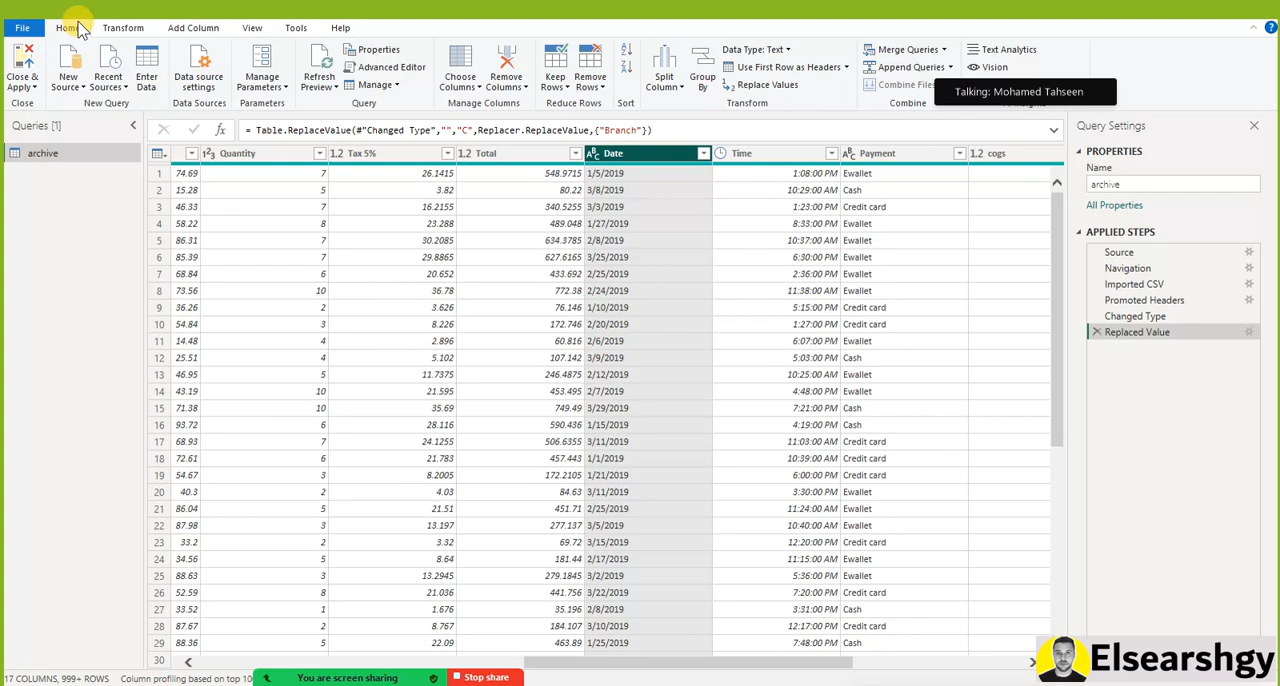 File Home Transform Add Column View Tools Help
Close & Apply New Source Recent Sources Enter Data Data source settings Manage Parameters Refresh Preview Properties Advanced Editor Manage Choose Columns Remove Columns Keep Rows Remove Rows Split Column Group By Data Type: Text Use First Row as Headers Replace Values Merge Queries Append Queries Combine Files Text Analytics Vision
Close New Query Data Sources Parameters Query Manage Columns Reduce Rows Sort Transform Combine
Talking: Mohamed Tahseen
Queries [1]
archive
= Table.ReplaceValue(#"Changed Type","","C",Replacer.ReplaceValue,{"Branch"})
Quantity Tax 5% Total Date Time Payment cogs
1 74.69 7 26.1415 548.9715 1/5/2019 1:08:00 PM Ewallet
2 15.28 5 3.82 80.22 3/8/2019 10:29:00 AM Cash
3 46.33 7 16.2155 340.5255 3/3/2019 1:23:00 PM Credit card
4 58.22 8 23.288 489.048 1/27/2019 8:33:00 PM Ewallet
5 86.31 7 30.2085 634.3785 2/8/2019 10:37:00 AM Ewallet
6 85.39 7 29.8865 627.6165 3/25/2019 6:30:00 PM Ewallet
7 68.84 6 20.652 433.692 2/25/2019 2:36:00 PM Ewallet
8 73.56 10 36.78 772.38 2/24/2019 11:38:00 AM Ewallet
9 36.26 2 3.626 76.146 1/10/2019 5:15:00 PM Credit card
10 54.84 3 8.226 172.746 2/20/2019 1:27:00 PM Credit card
11 14.48 4 2.896 60.816 2/6/2019 6:07:00 PM Ewallet
12 25.51 4 5.102 107.142 3/9/2019 5:03:00 PM Cash
13 46.95 5 11.7375 246.4875 2/12/2019 10:25:00 AM Ewallet
14 43.19 10 21.595 453.495 2/7/2019 4:48:00 PM Ewallet
15 71.38 10 35.69 749.49 3/29/2019 7:21:00 PM Cash
16 93.72 6 28.116 590.436 1/15/2019 4:19:00 PM Cash
17 68.93 7 24.1255 506.6355 3/11/2019 11:03:00 AM Credit card
18 72.61 6 21.783 457.443 1/1/2019 10:39:00 AM Credit card
19 54.67 3 8.2005 172.2105 1/21/2019 6:00:00 PM Credit card
20 40.3 2 4.03 84.63 3/11/2019 3:30:00 PM Ewallet
21 86.04 5 21.51 451.71 2/25/2019 11:24:00 AM Ewallet
22 87.98 3 13.197 277.137 3/5/2019 10:40:00 AM Ewallet
23 33.2 2 3.32 69.72 3/15/2019 12:20:00 PM Credit card
24 34.56 5 8.64 181.44 2/17/2019 11:15:00 AM Ewallet
25 88.63 3 13.2945 279.1845 3/2/2019 5:36:00 PM Ewallet
26 52.59 8 21.036 441.756 3/22/2019 7:20:00 PM Credit card
27 33.52 1 1.676 35.196 2/8/2019 3:31:00 PM Cash
28 87.67 2 8.767 184.107 3/10/2019 12:17:00 PM Credit card
29 88.36 5 22.09 463.89 1/25/2019 7:48:00 PM Cash
30
Query Settings
PROPERTIES
Name
archive
All Properties
APPLIED STEPS
Source
Navigation
Imported CSV
Promoted Headers
Changed Type
Replaced Value
17 COLUMNS, 999+ ROWS Column profiling based on top 100
You are screen sharing Stop share
Elsearshgy